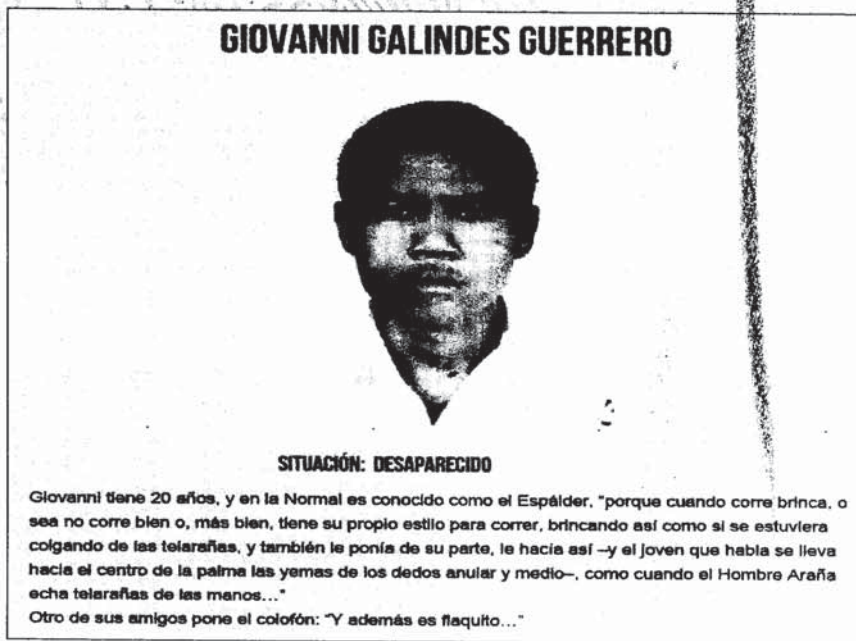 GIOVANNI GALINDES GUERRERO
SITUACIÓN: DESAPARECIDO
Giovanni tiene 20 años, y en la Normal es conocido como el Espáider, "porque cuando corre brinca, o
sea no corre bien o, más bien, tiene su propio estilo para correr, brincando así como si se estuviera
colgando de las telarañas, y también le ponía de su parte, le hacía así –y el joven que habla se lleva
hacia el centro de la palma las yemas de los dedos anular y medio–, como cuando el Hombre Araña
echa telarañas de las manos..."
Otro de sus amigos pone el colofón: "Y además es flaquito..."